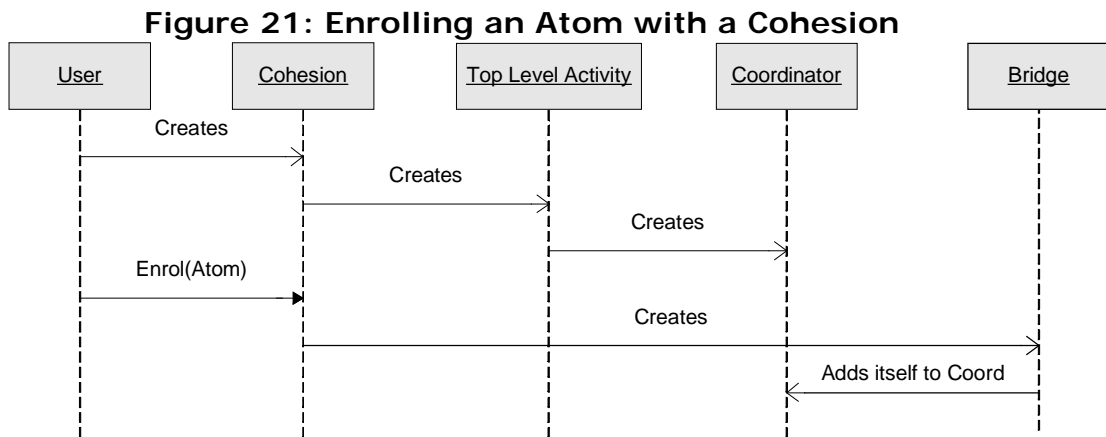 Figure 21: Enrolling an Atom with a Cohesion
User Cohesion Top Level Activity Coordinator Bridge
Creates
Creates
Creates
Enrol(Atom)
Creates
Adds itself to Coord